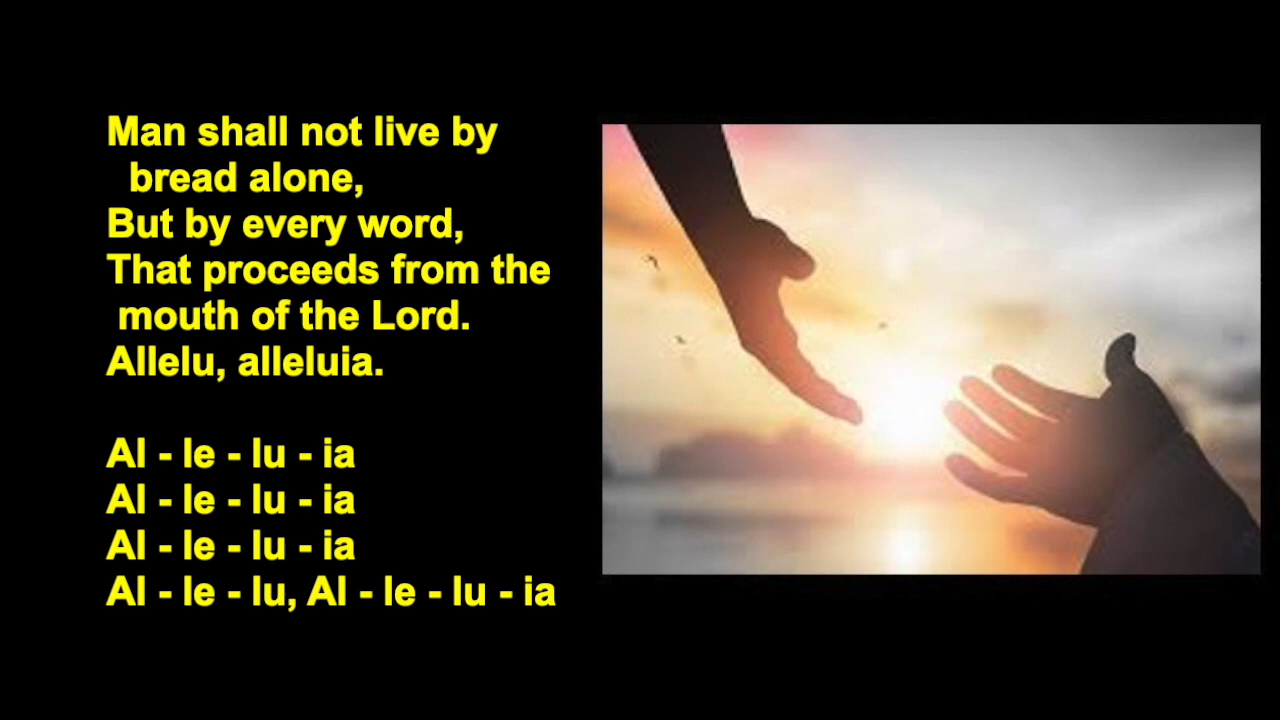 Man shall not live by
bread alone,
But by every word,
That proceeds from the
mouth of the Lord.
Allelu, alleluia.
Al - le - lu - ia
Al - le - lu - ia
Al - le - lu - ia
Al - le - lu, Al - le - lu - ia